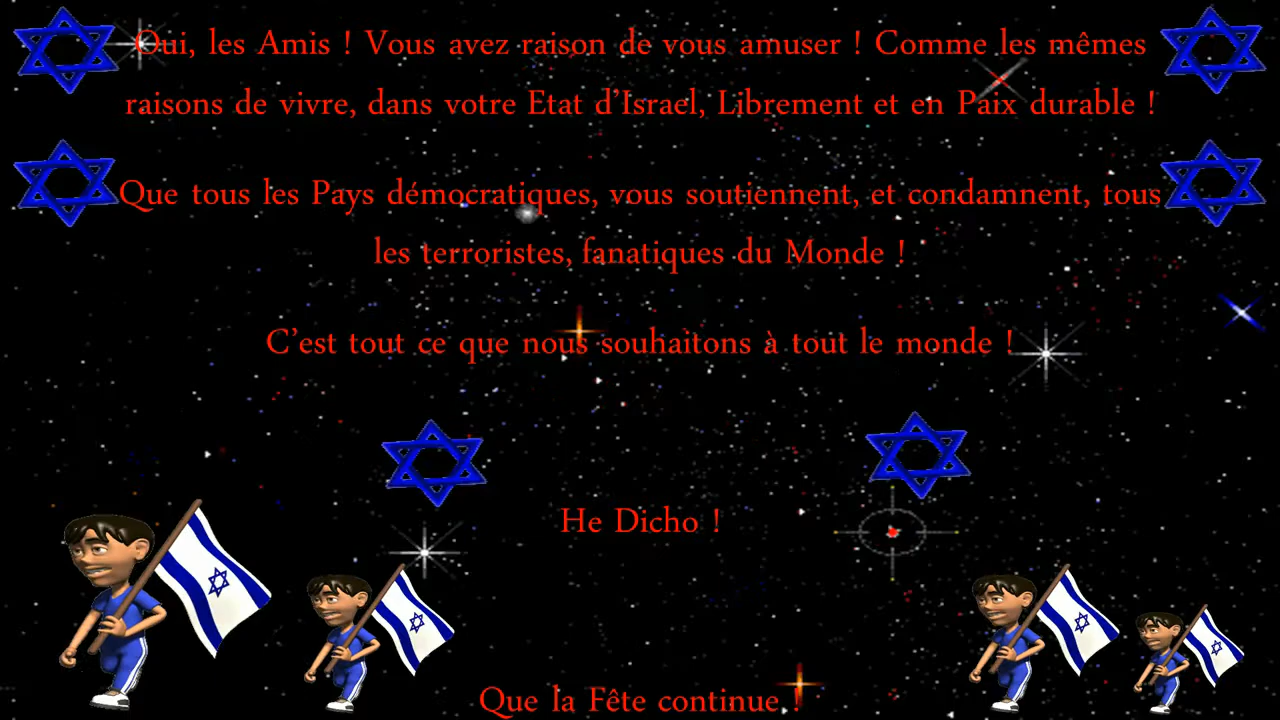 Oui, les Amis ! Vous avez raison de vous amuser ! Comme les mêmes
raisons de vivre, dans votre Etat d’Israel, Librement et en Paix durable !
Que tous les Pays démocratiques, vous soutiennent, et condamnent, tous
les terroristes, fanatiques du Monde !
C’est tout ce que nous souhaitons à tout le monde !
He Dicho !
Que la Fête continue !